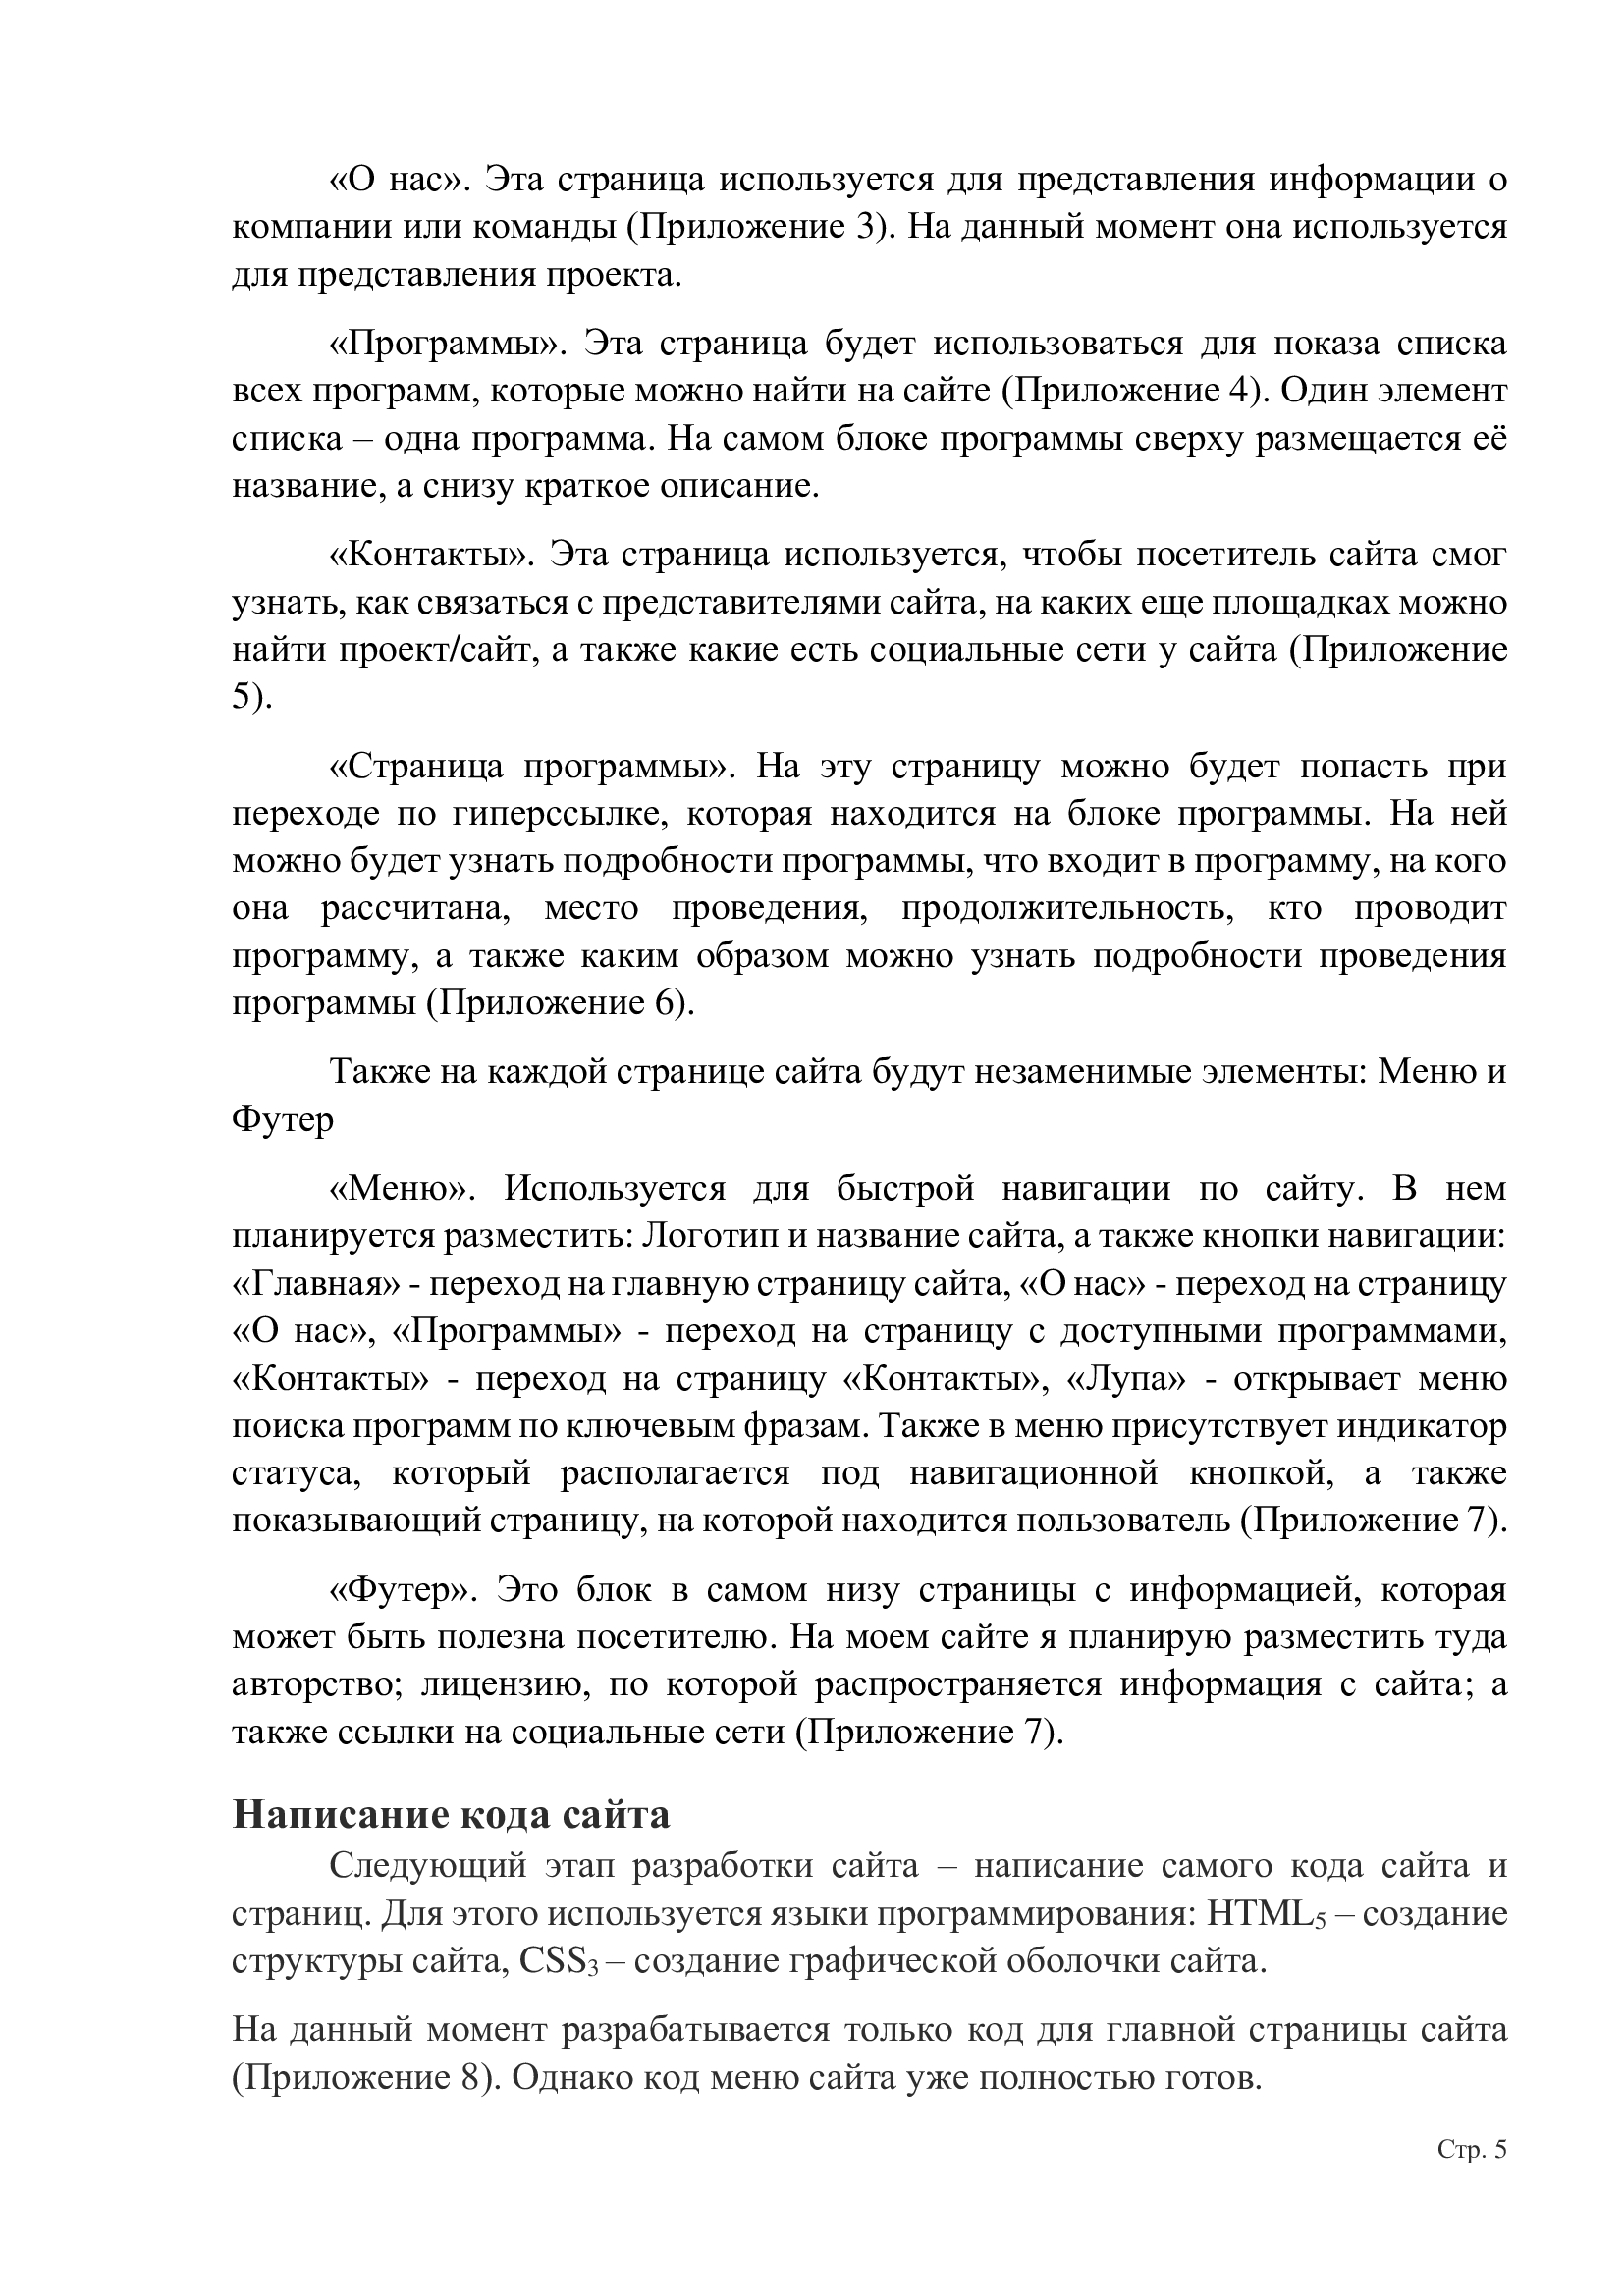 «О нас». Эта страница используется для представления информации о
компании или команды (Приложение 3). На данный момент она используется
для представления проекта.
«Программы». Эта страница будет использоваться для показа списка
всех программ, которые можно найти на сайте (Приложение 4). Один элемент
списка – одна программа. На самом блоке программы сверху размещается её
название, а снизу краткое описание.
«Контакты». Эта страница используется, чтобы посетитель сайта смог
узнать, как связаться с представителями сайта, на каких еще площадках можно
найти проект/сайт, а также какие есть социальные сети у сайта (Приложение
5).
«Страница программы». На эту страницу можно будет попасть при
переходе по гиперссылке, которая находится на блоке программы. На ней
можно будет узнать подробности программы, что входит в программу, на кого
она рассчитана, место проведения, продолжительность, кто проводит
программу, а также каким образом можно узнать подробности проведения
программы (Приложение 6).
Также на каждой странице сайта будут незаменимые элементы: Меню и
Футер
«Меню». Используется для быстрой навигации по сайту. В нем
планируется разместить: Логотип и название сайта, а также кнопки навигации:
«Главная» - переход на главную страницу сайта, «О нас» - переход на страницу
«О нас», «Программы» - переход на страницу с доступными программами,
«Контакты» - переход на страницу «Контакты», «Лупа» - открывает меню
поиска программ по ключевым фразам. Также в меню присутствует индикатор
статуса, который располагается под навигационной кнопкой, а также
показывающий страницу, на которой находится пользователь (Приложение 7).
«Футер». Это блок в самом низу страницы с информацией, которая
может быть полезна посетителю. На моем сайте я планирую разместить туда
авторство; лицензию, по которой распространяется информация с сайта; а
также ссылки на социальные сети (Приложение 7).
Написание кода сайта
Следующий этап разработки сайта – написание самого кода сайта и
страниц. Для этого используется языки программирования: HTML₅ – создание
структуры сайта, CSS₃ – создание графической оболочки сайта.
На данный момент разрабатывается только код для главной страницы сайта
(Приложение 8). Однако код меню сайта уже полностью готов.
Стр. 5